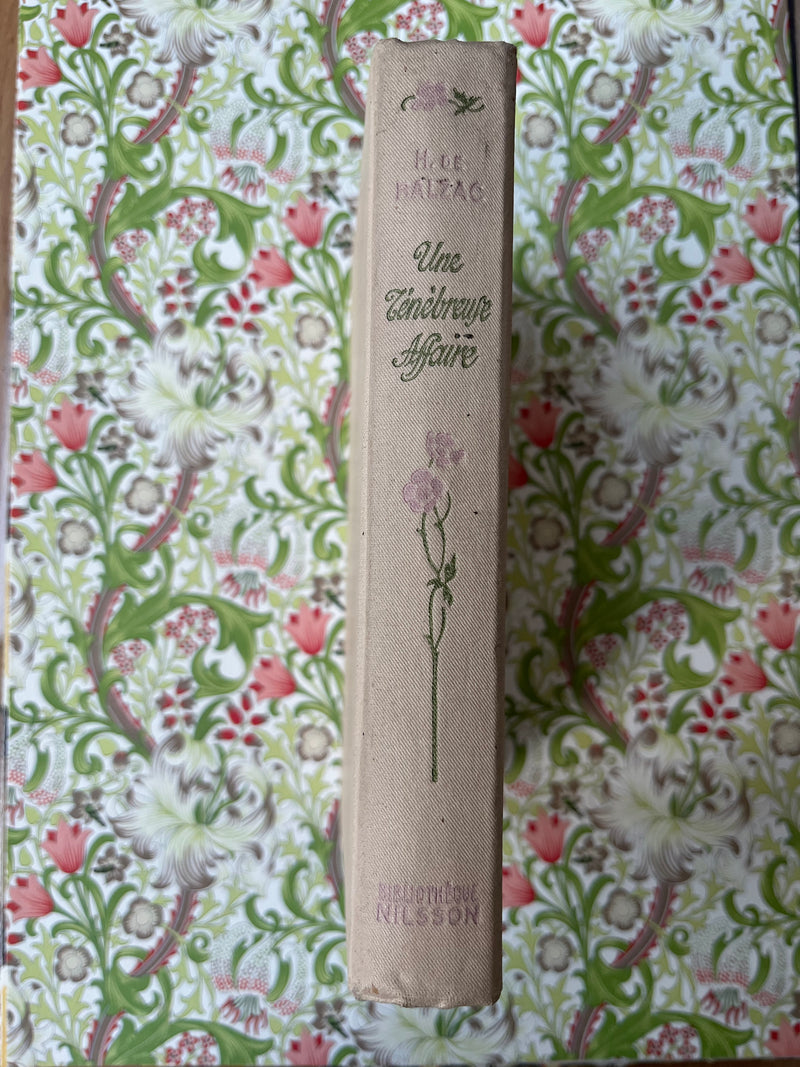 H. DE
BALZAC
Une
Ténébreuse
Affaire
BIBLIOTHÈQUE
NILSSON